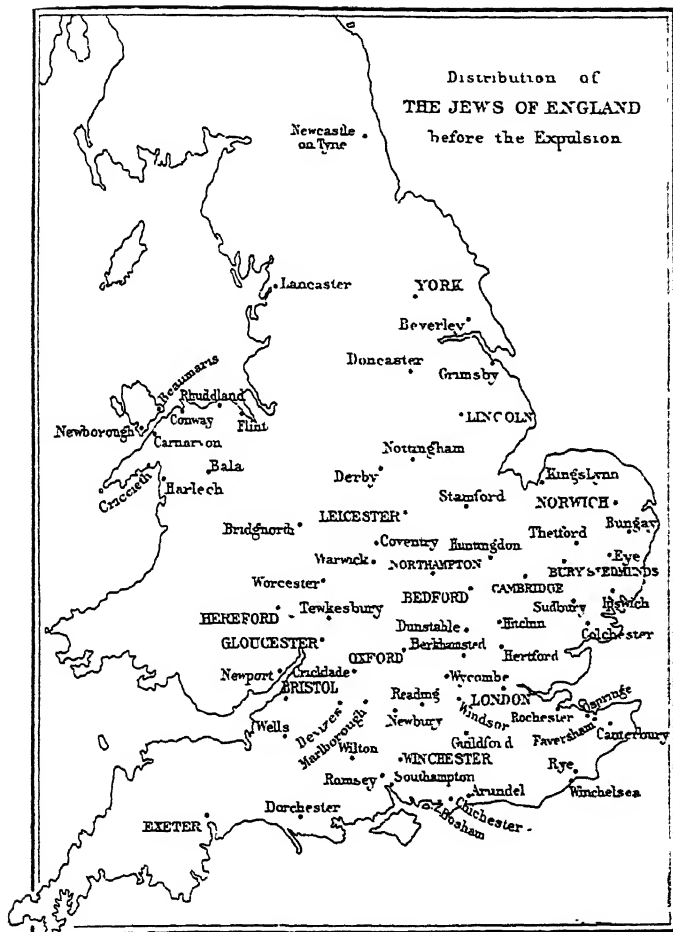 Distribution of
THE JEWS OF ENGLAND
before the Expulsion
Newcastle
on Tyne
Lancaster
YORK
Beverley
Doncaster
Grimsby
Beaumaris
Rhuddland
Conway
Flint
Newborough
Carnarvon
LINCOLN
Nottingham
Bala
Criccieth
Harlech
Derby
Kings Lynn
Stamford
NORWICH
LEICESTER
Bridgnorth
Bungay
Thetford
Coventry
Huntingdon
Eye
Warwick
NORTHAMPTON
BURY ST EDMUNDS
Worcester
CAMBRIDGE
BEDFORD
Ipswich
Sudbury
HEREFORD
Tewkesbury
Dunstable
Hitchin
Colchester
GLOUCESTER
Berkhamsted
OXFORD
Hertford
Newport
Cricklade
Wycombe
BRISTOL
Reading
LONDON
Windsor
Rochester
Ospringe
Devizes
Marlborough
Newbury
Faversham
Canterbury
Wells
Guildford
Wilton
WINCHESTER
Rye
Romsey
Southampton
Arundel
Winchelsea
Chichester
Bosham
Dorchester
EXETER